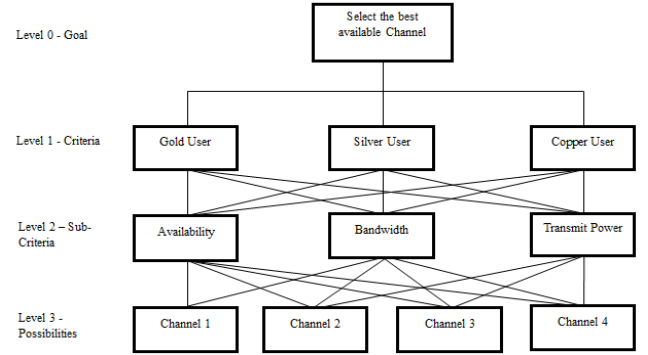 Level 0 - Goal
Select the best
available Channel
Level 1 - Criteria
Gold User
Silver User
Copper User
Level 2 – Sub-
Criteria
Availability
Bandwidth
Transmit Power
Level 3 -
Possibilities
Channel 1
Channel 2
Channel 3
Channel 4